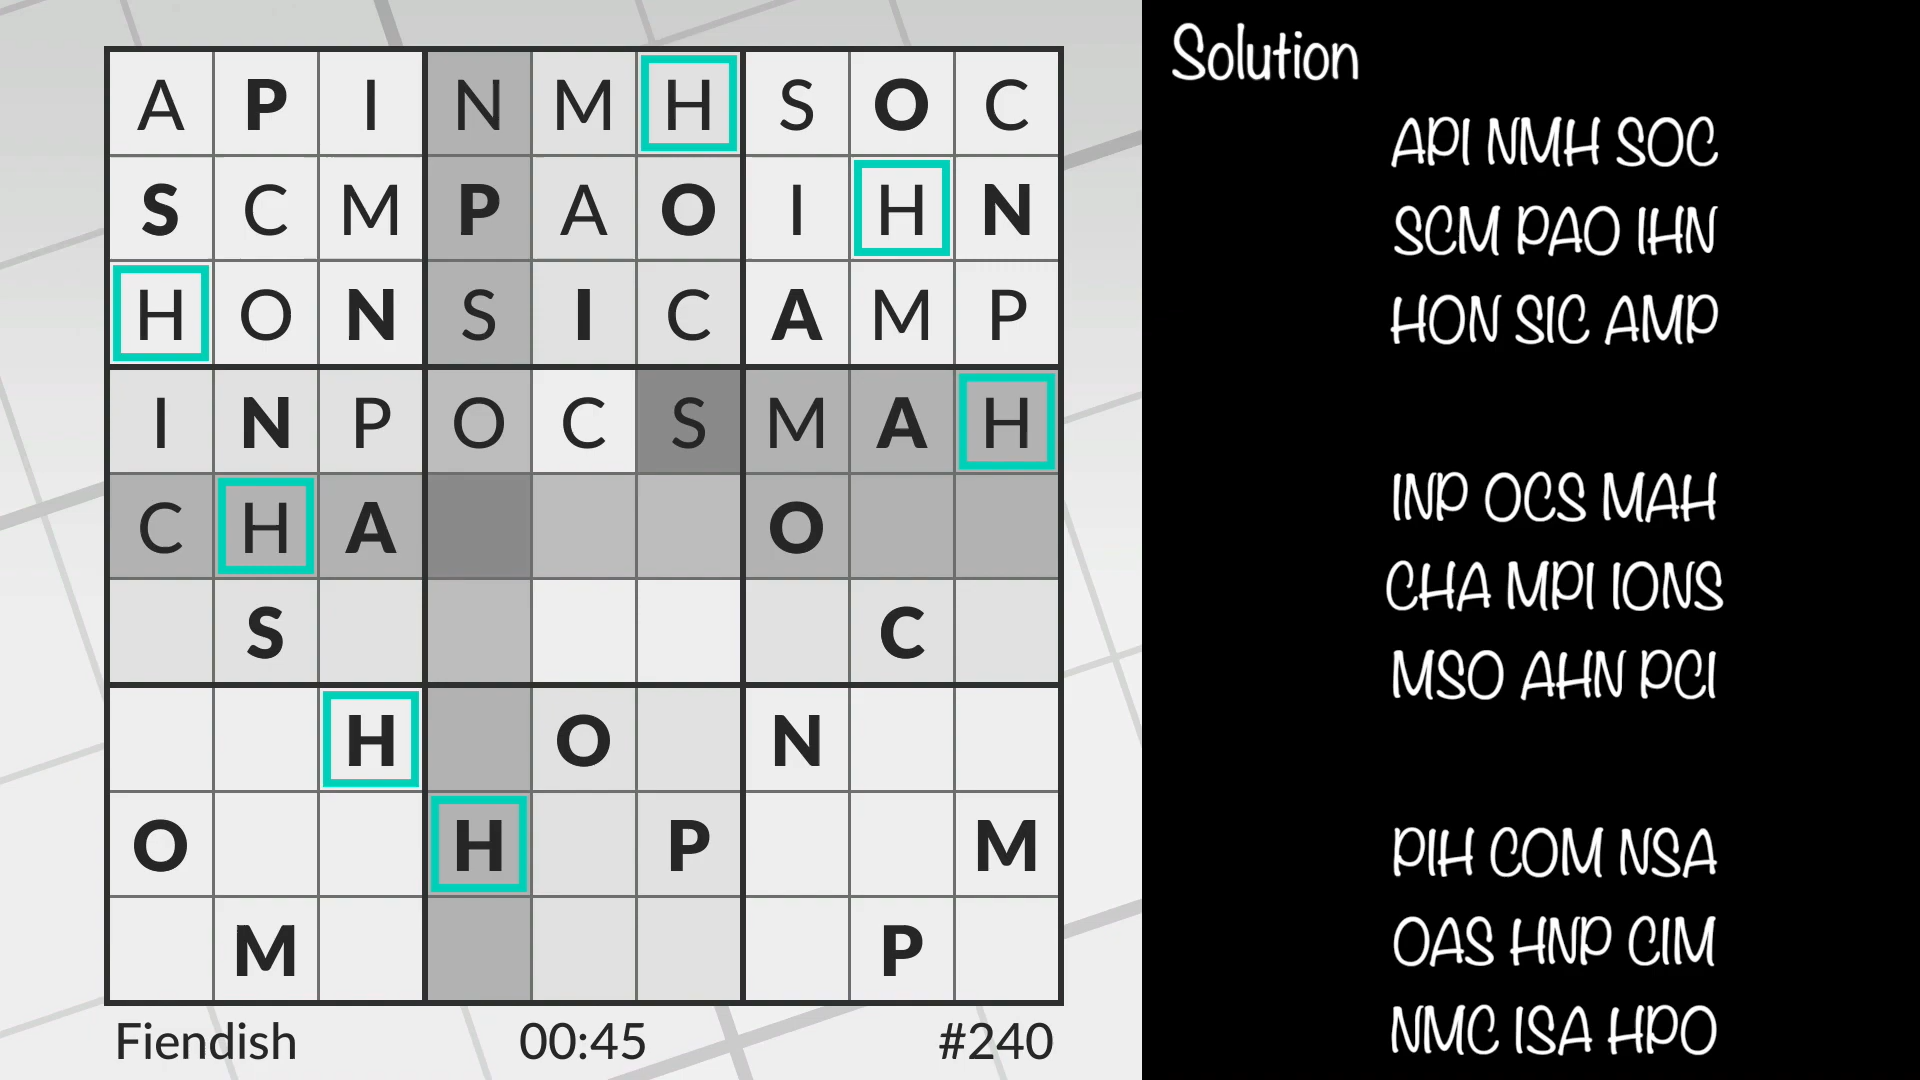 A P I N M H S O C
S C M P A O I H N
H O N S I C A M P
I N P O C S M A H
C H A O
S C
H O N
O H P M
M P
Fiendish 00:45 #240
Solution
API NMH SOC
SCM PAO IHN
HON SIC AMP
INP OCS MAH
CHA MPI IONS
MSO AHN PCI
PIH COM NSA
OAS HNP CIM
NMC ISA HPO